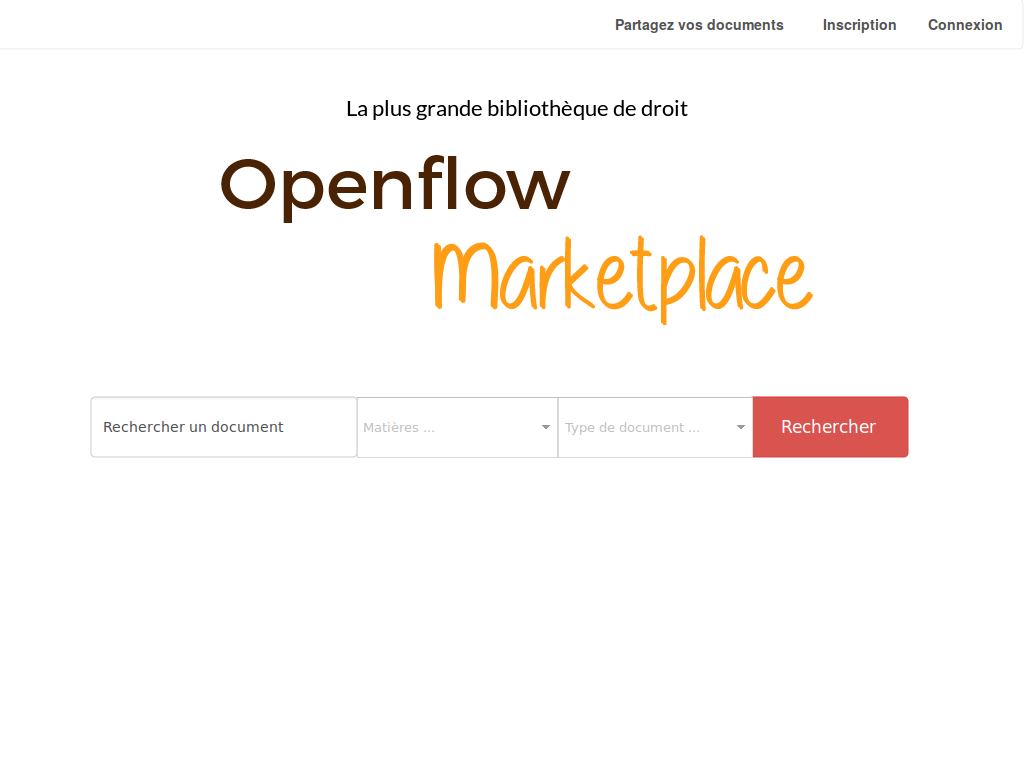 Partagez vos documents Inscription Connexion
La plus grande bibliothèque de droit
Openflow
Marketplace
Rechercher un document Matières ... Type de document ... Rechercher